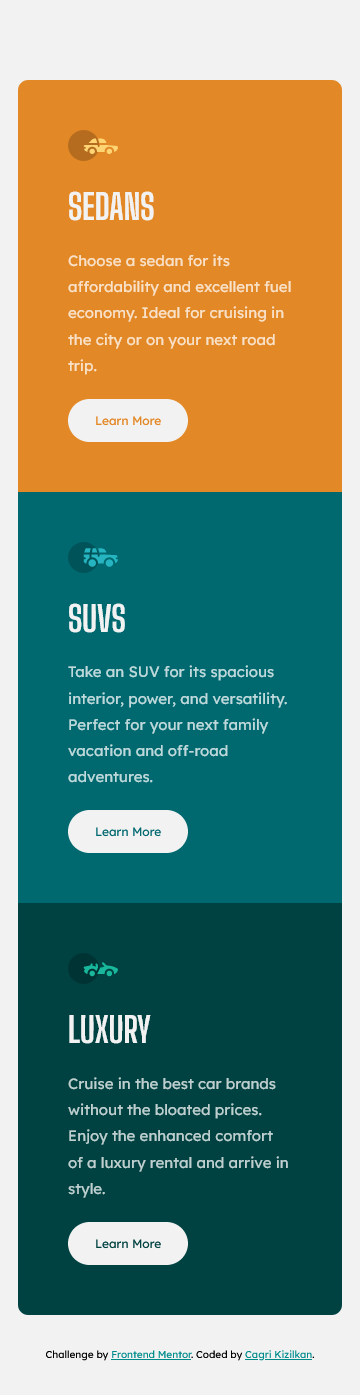 SEDANS
Choose a sedan for its
affordability and excellent fuel
economy. Ideal for cruising in
the city or on your next road
trip.
Learn More
SUVS
Take an SUV for its spacious
interior, power, and versatility.
Perfect for your next family
vacation and off-road
adventures.
Learn More
LUXURY
Cruise in the best car brands
without the bloated prices.
Enjoy the enhanced comfort
of a luxury rental and arrive in
style.
Learn More
Challenge by Frontend Mentor. Coded by Cagri Kizilkan.